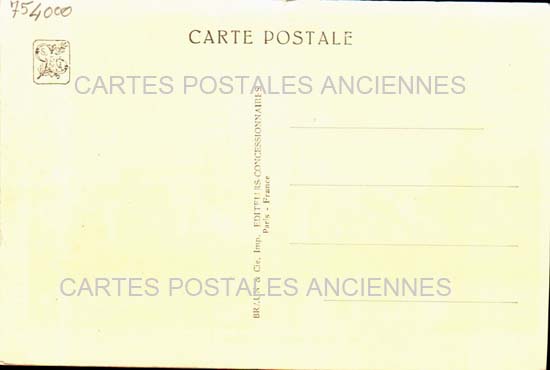 754000
CARTE POSTALE
CARTES POSTALES ANCIENNES
BRAUN & Cie, Imp. EDITEURS-CONCESSIONNAIRES
Paris - France
CARTES POSTALES ANCIENNES